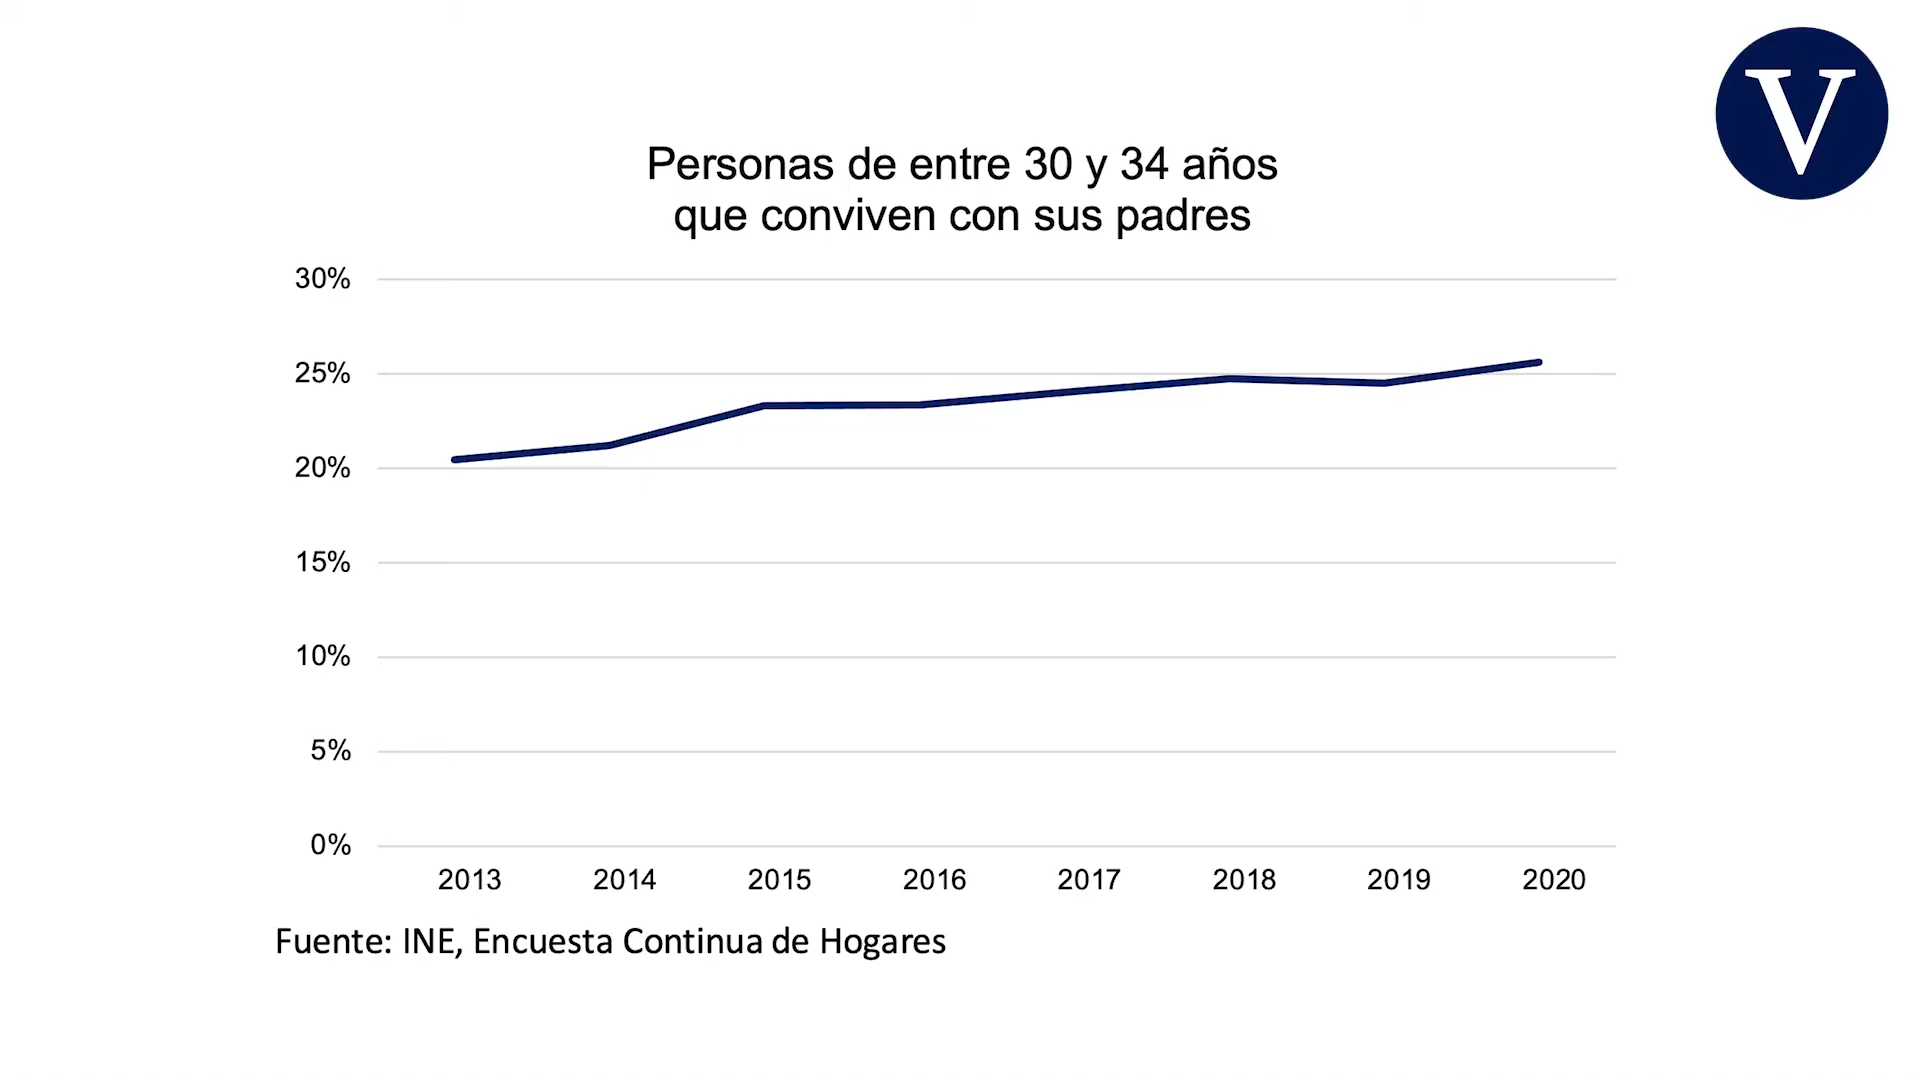 V
Personas de entre 30 y 34 años
que conviven con sus padres
30%
25%
20%
15%
10%
5%
0%
2013 2014 2015 2016 2017 2018 2019 2020
Fuente: INE, Encuesta Continua de Hogares